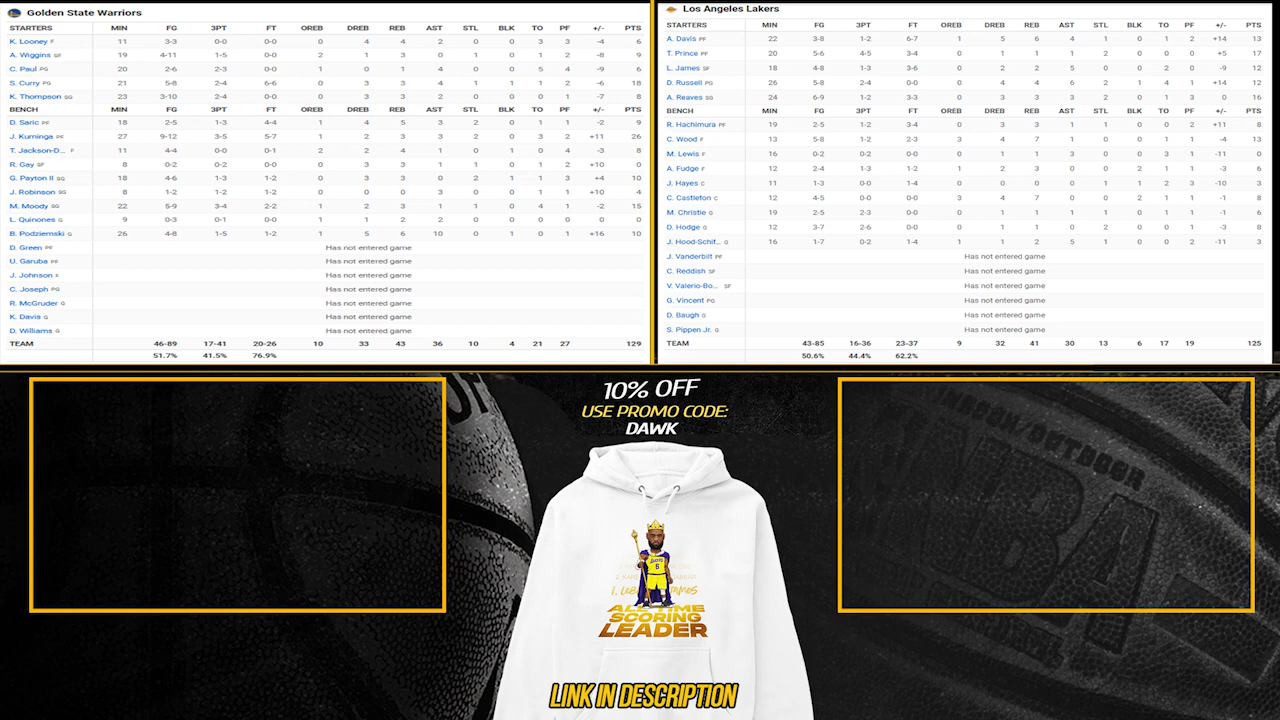 Golden State Warriors
STARTERS MIN FG 3PT FT OREB DREB REB AST STL BLK TO PF +/- PTS
K. Looney F 11 3-3 0-0 0-0 0 4 4 2 0 0 3 3 -4 6
A. Wiggins SF 19 4-11 1-5 0-0 2 1 3 0 1 0 1 2 -8 9
C. Paul PG 20 2-6 2-3 0-0 1 0 1 4 2 0 5 4 -9 6
S. Curry PG 21 5-8 2-4 6-6 0 3 3 4 1 1 1 2 -6 18
K. Thompson SG 23 3-10 2-4 0-0 0 3 3 4 0 0 0 1 -7 8
BENCH MIN FG 3PT FT OREB DREB REB AST STL BLK TO PF +/- PTS
D. Saric PF 18 2-5 1-3 4-4 1 4 5 3 2 0 1 1 -2 9
J. Kuminga PF 27 9-12 3-5 5-7 1 2 3 3 2 0 3 2 +11 26
T. Jackson-D... F 11 4-4 0-0 0-1 2 2 4 1 0 1 0 4 -3 8
R. Gay SF 8 0-2 0-2 0-0 0 3 3 1 1 0 1 2 +10 0
G. Payton II SG 18 4-6 1-3 1-2 0 3 3 0 2 1 1 3 +4 10
J. Robinson SG 8 1-2 1-2 1-2 0 0 0 3 0 0 1 1 +10 4
M. Moody SG 22 5-9 3-4 2-2 1 2 3 1 1 0 4 1 -2 15
L. Quinones G 9 0-3 0-1 0-0 1 1 2 2 0 0 0 0 0 0
B. Podziemski G 26 4-8 1-5 1-2 1 5 6 10 0 1 0 1 +16 10
D. Green PF Has not entered game
U. Garuba PF Has not entered game
J. Johnson F Has not entered game
C. Joseph PG Has not entered game
R. McGruder G Has not entered game
K. Davis G Has not entered game
D. Williams G Has not entered game
TEAM 46-89 17-41 20-26 10 33 43 36 10 4 21 27 129
51.7% 41.5% 76.9%
Los Angeles Lakers
STARTERS MIN FG 3PT FT OREB DREB REB AST STL BLK TO PF +/- PTS
A. Davis PF 22 3-8 1-2 6-7 1 5 6 4 1 0 1 2 +14 13
T. Prince PF 20 5-6 4-5 3-4 0 1 1 1 2 0 0 0 +5 17
L. James SF 18 4-8 1-3 3-6 0 2 2 5 0 0 2 0 -9 12
D. Russell PG 26 5-8 2-4 0-0 0 4 4 6 2 1 4 1 +14 12
A. Reaves SG 24 6-9 1-2 3-3 0 3 3 3 2 0 1 3 0 16
BENCH MIN FG 3PT FT OREB DREB REB AST STL BLK TO PF +/- PTS
R. Hachimura PF 19 2-5 1-2 3-4 0 3 3 1 1 0 0 2 +11 8
C. Wood F 13 5-8 1-2 2-3 3 4 7 1 0 1 0 0 -4 13
M. Lewis F 16 0-2 0-2 0-0 0 1 1 3 0 3 1 3 -11 0
A. Fudge F 12 2-4 1-3 1-2 1 2 3 0 0 0 1 1 -3 6
J. Hayes C 11 1-3 0-0 1-4 0 0 0 0 1 1 2 3 -10 3
C. Castleton C 12 4-5 0-0 0-0 3 4 7 0 1 0 1 1 -1 8
M. Christie G 19 2-5 2-3 0-0 0 1 1 1 1 0 1 1 -1 6
D. Hodge G 12 3-7 2-6 0-0 0 1 1 0 2 0 1 0 -3 8
J. Hood-Schif... G 16 1-7 0-2 1-4 1 1 2 5 1 0 0 2 -11 3
J. Vanderbilt PF Has not entered game
C. Reddish SF Has not entered game
V. Valerio-Bo... SF Has not entered game
G. Vincent PG Has not entered game
D. Baugh G Has not entered game
S. Pippen Jr. G Has not entered game
TEAM 43-85 16-36 23-37 9 32 41 30 13 6 17 19 125
50.6% 44.4% 62.2%
10% OFF
USE PROMO CODE:
DAWK
ALL TIME
SCORING
LEADER
LINK IN DESCRIPTION